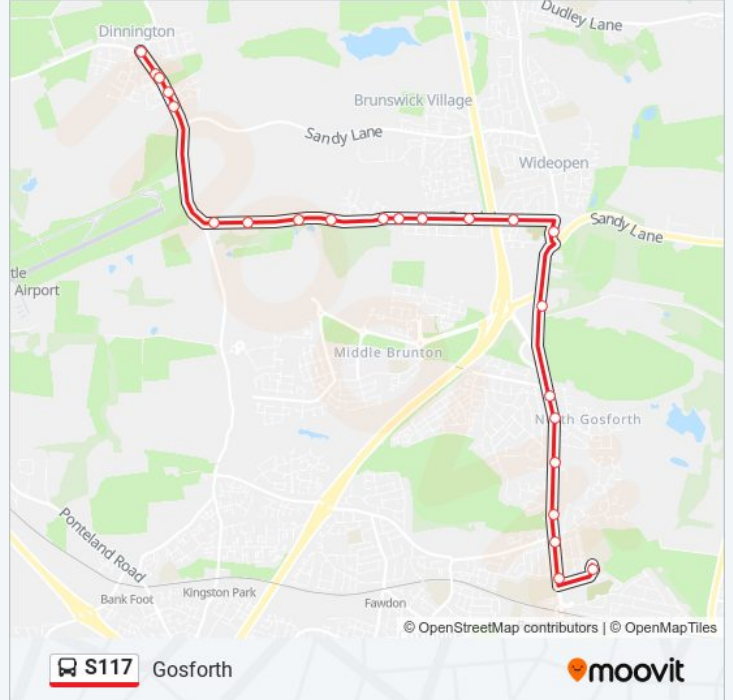 Dudley Lane
Dinnington
Brunswick Village
Sandy Lane
Wideopen
Sandy Lane
tle
Airport
Middle Brunton
North Gosforth
Ponteland Road
Kingston Park
Bank Foot
Fawdon
© OpenStreetMap contributors | © OpenMapTiles
S117 Gosforth
moovit